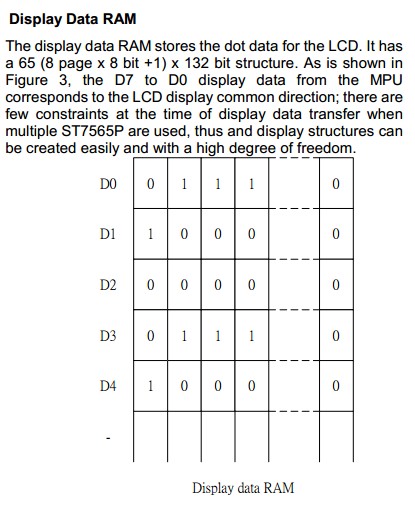 Display Data RAM
The display data RAM stores the dot data for the LCD. It has
a 65 (8 page x 8 bit +1) x 132 bit structure. As is shown in
Figure 3, the D7 to D0 display data from the MPU
corresponds to the LCD display common direction; there are
few constraints at the time of display data transfer when
multiple ST7565P are used, thus and display structures can
be created easily and with a high degree of freedom.
D0 0 1 1 1 0
D1 1 0 0 0 0
D2 0 0 0 0 0
D3 0 1 1 1 0
D4 1 0 0 0 0
-
Display data RAM